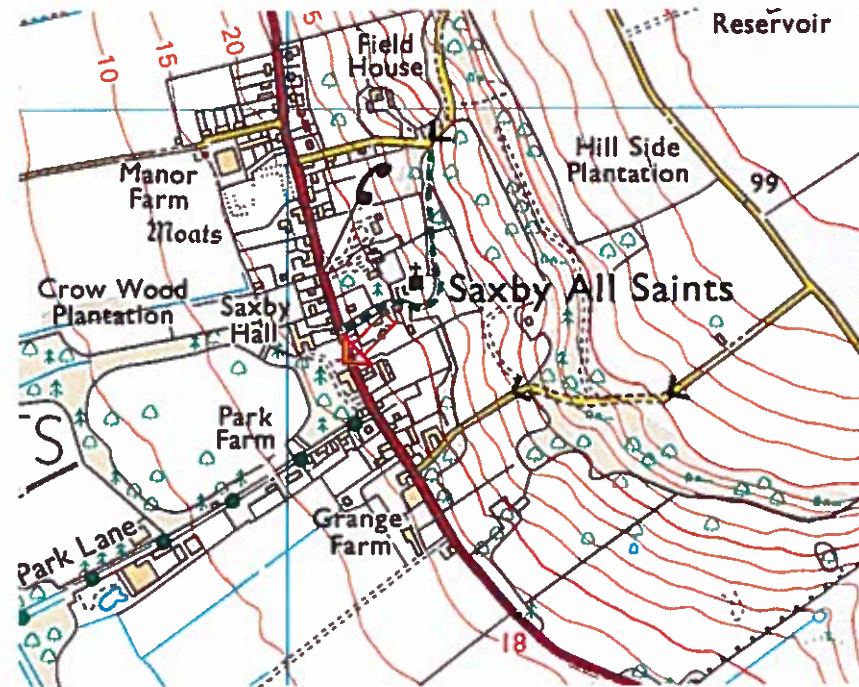 Reservoir
5
20
15
10
Field
House
Hill Side
Plantation
99
Manor
Farm
Moats
Saxby All Saints
Crow Wood
Plantation
Saxby
Hall
Park
Farm
TS
Grange
Farm
Park Lane
18